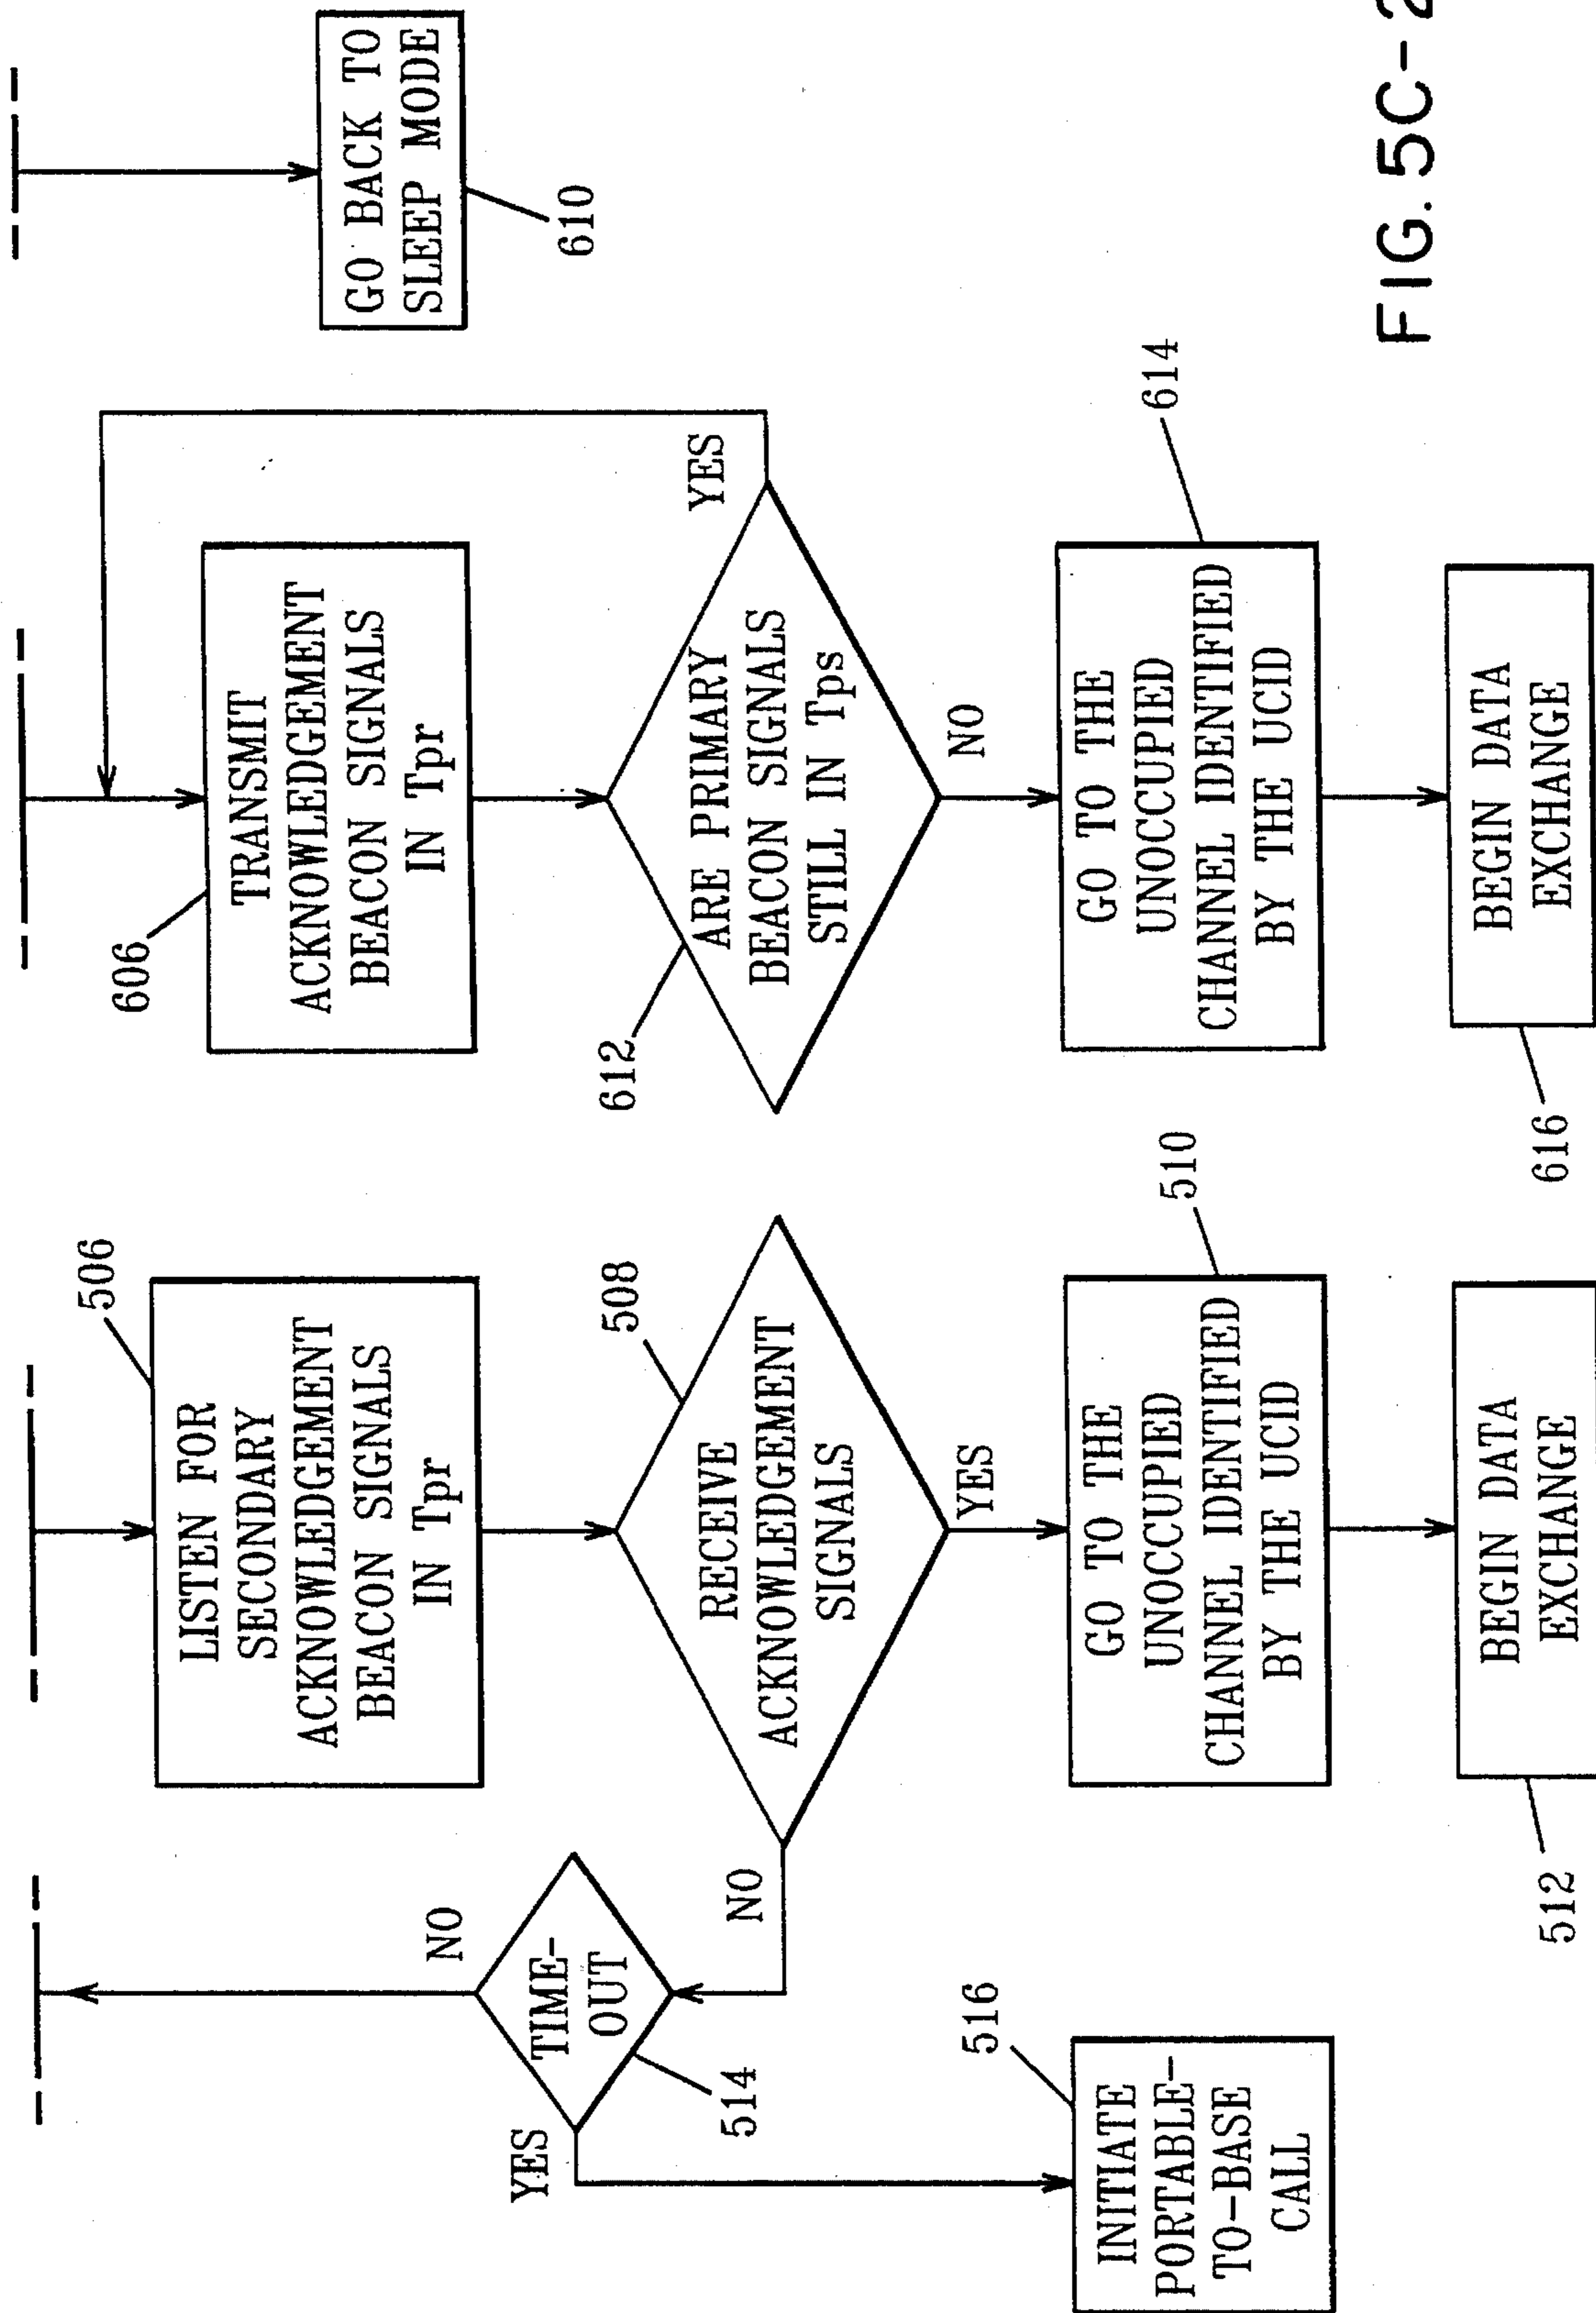 NO
TIME-
OUT
YES
514
516
INITIATE
PORTABLE-
TO-BASE
CALL
506
LISTEN FOR
SECONDARY
ACKNOWLEDGEMENT
BEACON SIGNALS
IN Tpr
508
RECEIVE
ACKNOWLEDGEMENT
SIGNALS
NO
YES
510
GO TO THE
UNOCCUPIED
CHANNEL IDENTIFIED
BY THE UCID
512
BEGIN DATA
EXCHANGE
606
TRANSMIT
ACKNOWLEDGEMENT
BEACON SIGNALS
IN Tpr
612
ARE PRIMARY
BEACON SIGNALS
STILL IN Tps
YES
NO
614
GO TO THE
UNOCCUPIED
CHANNEL IDENTIFIED
BY THE UCID
616
BEGIN DATA
EXCHANGE
GO BACK TO
SLEEP MODE
610
FIG. 5C-2